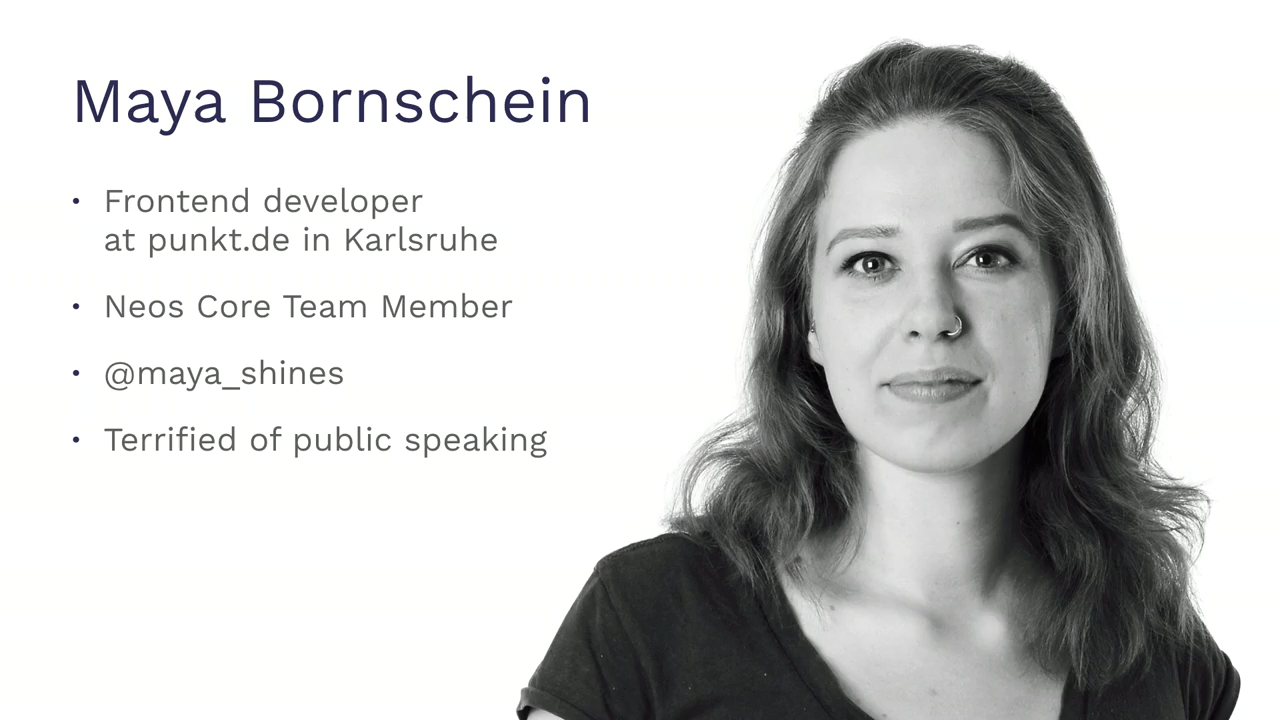 Maya Bornschein
• Frontend developer
at punkt.de in Karlsruhe
• Neos Core Team Member
• @maya_shines
• Terrified of public speaking